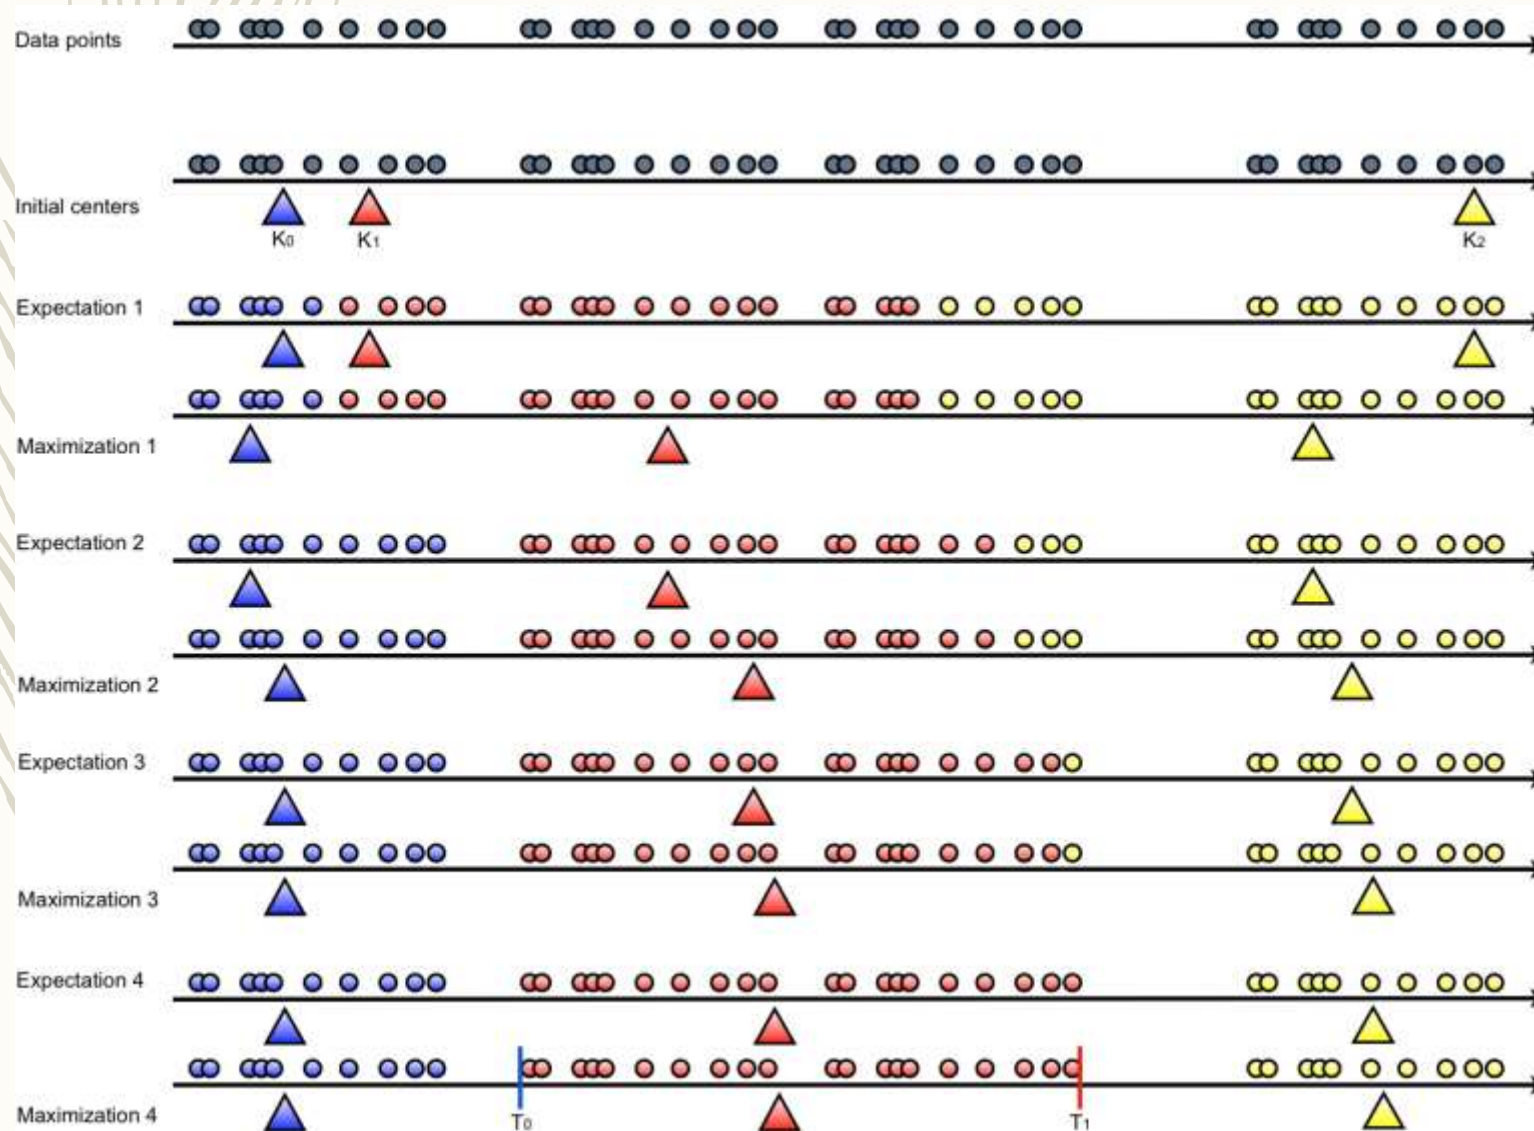 Data points
Initial centers
K₀ K₁ K₂
Expectation 1
Maximization 1
Expectation 2
Maximization 2
Expectation 3
Maximization 3
Expectation 4
Maximization 4
T₀ T₁